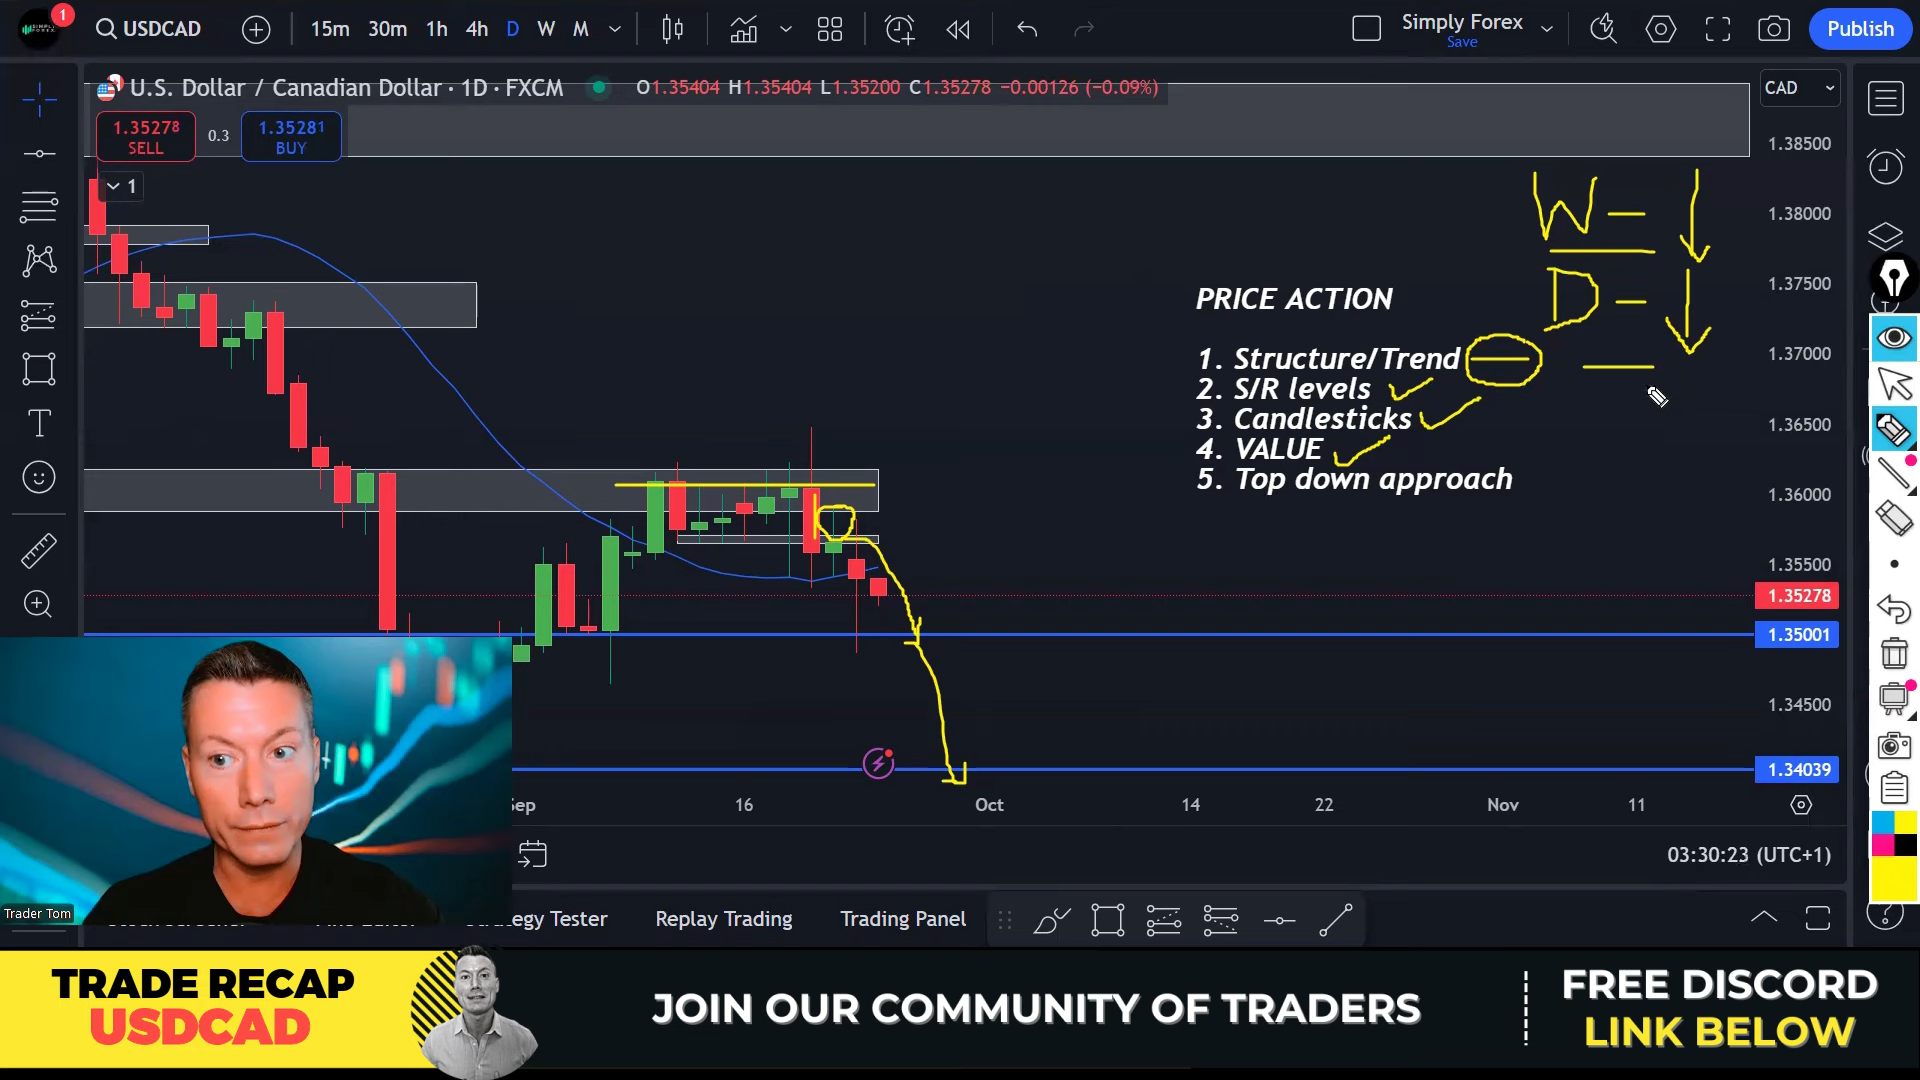 1
USDCAD
15m 30m 1h 4h D W M
Simply Forex
Save
Publish
U.S. Dollar / Canadian Dollar · 1D · FXCM
O1.35404 H1.35404 L1.35200 C1.35278 −0.00126 (−0.09%)
CAD
1.35278
SELL
0.3
1.35281
BUY
1
1.38500
1.38000
1.37500
1.37000
1.36500
1.36000
1.35500
1.35278
1.35001
1.34500
1.34039
W –
D –
PRICE ACTION
1. Structure/Trend
2. S/R levels
3. Candlesticks
4. VALUE
5. Top down approach
Sep 16 Oct 14 22 Nov 11
03:30:23 (UTC+1)
Trader Tom
Tester Replay Trading Trading Panel
TRADE RECAP
USDCAD
JOIN OUR COMMUNITY OF TRADERS
FREE DISCORD
LINK BELOW